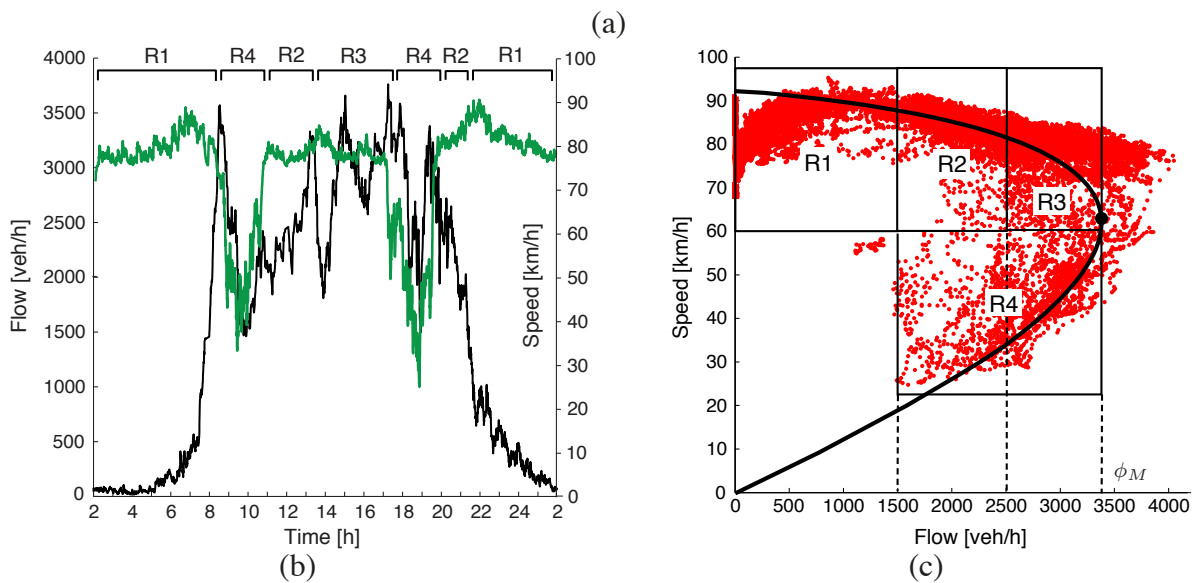 (a)
R1 R4 R2 R3 R4 R2 R1
4000
3500
3000
2500
2000
1500
1000
500
0
Flow [veh/h]
100
90
80
70
60
50
40
30
20
10
0
Speed [km/h]
2 4 6 8 10 12 14 16 18 20 22 24 2
Time [h]
(b)
100
90
80
70
60
50
40
30
20
10
0
Speed [km/h]
R1
R2
R3
R4
ϕM
0 500 1000 1500 2000 2500 3000 3500 4000
Flow [veh/h]
(c)